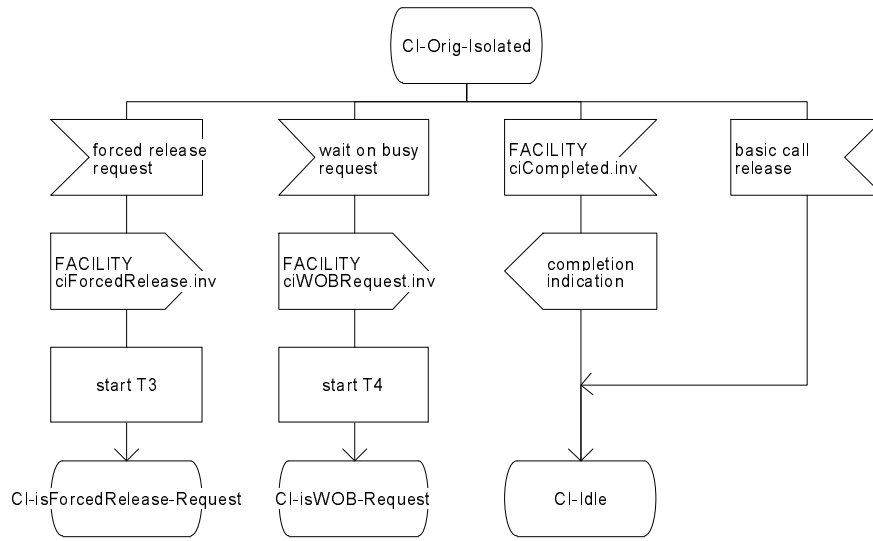 CI-Orig-Isolated
forced release
request
wait on busy
request
FACILITY
ciCompleted.inv
basic call
release
FACILITY
ciForcedRelease.inv
FACILITY
ciWOBRequest.inv
completion
indication
start T3
start T4
CI-isForcedRelease-Request
CI-isWOB-Request
CI-Idle